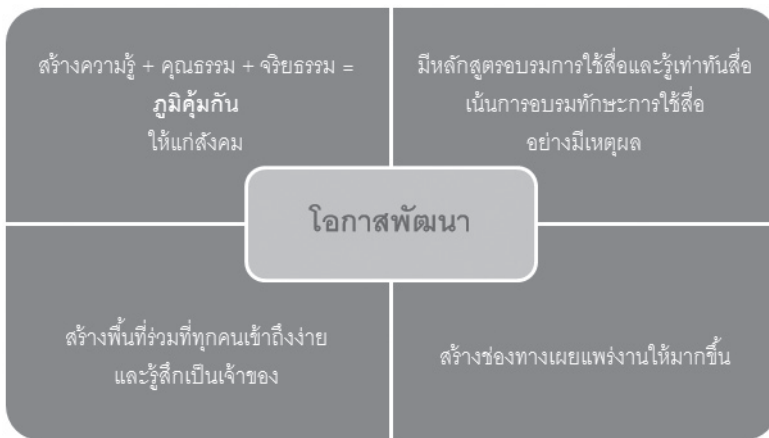 สร้างความรู้ + คุณธรรม + จริยธรรม =
ภูมิคุ้มกัน
ให้แก่สังคม
มีหลักสูตรอบรมการใช้สื่อและรู้เท่าทันสื่อ
เน้นการอบรมทักษะการใช้สื่อ
อย่างมีเหตุผล
โอกาสพัฒนา
สร้างพื้นที่ร่วมที่ทุกคนเข้าถึงง่าย
และรู้สึกเป็นเจ้าของ
สร้างช่องทางเผยแพร่งานให้มากขึ้น